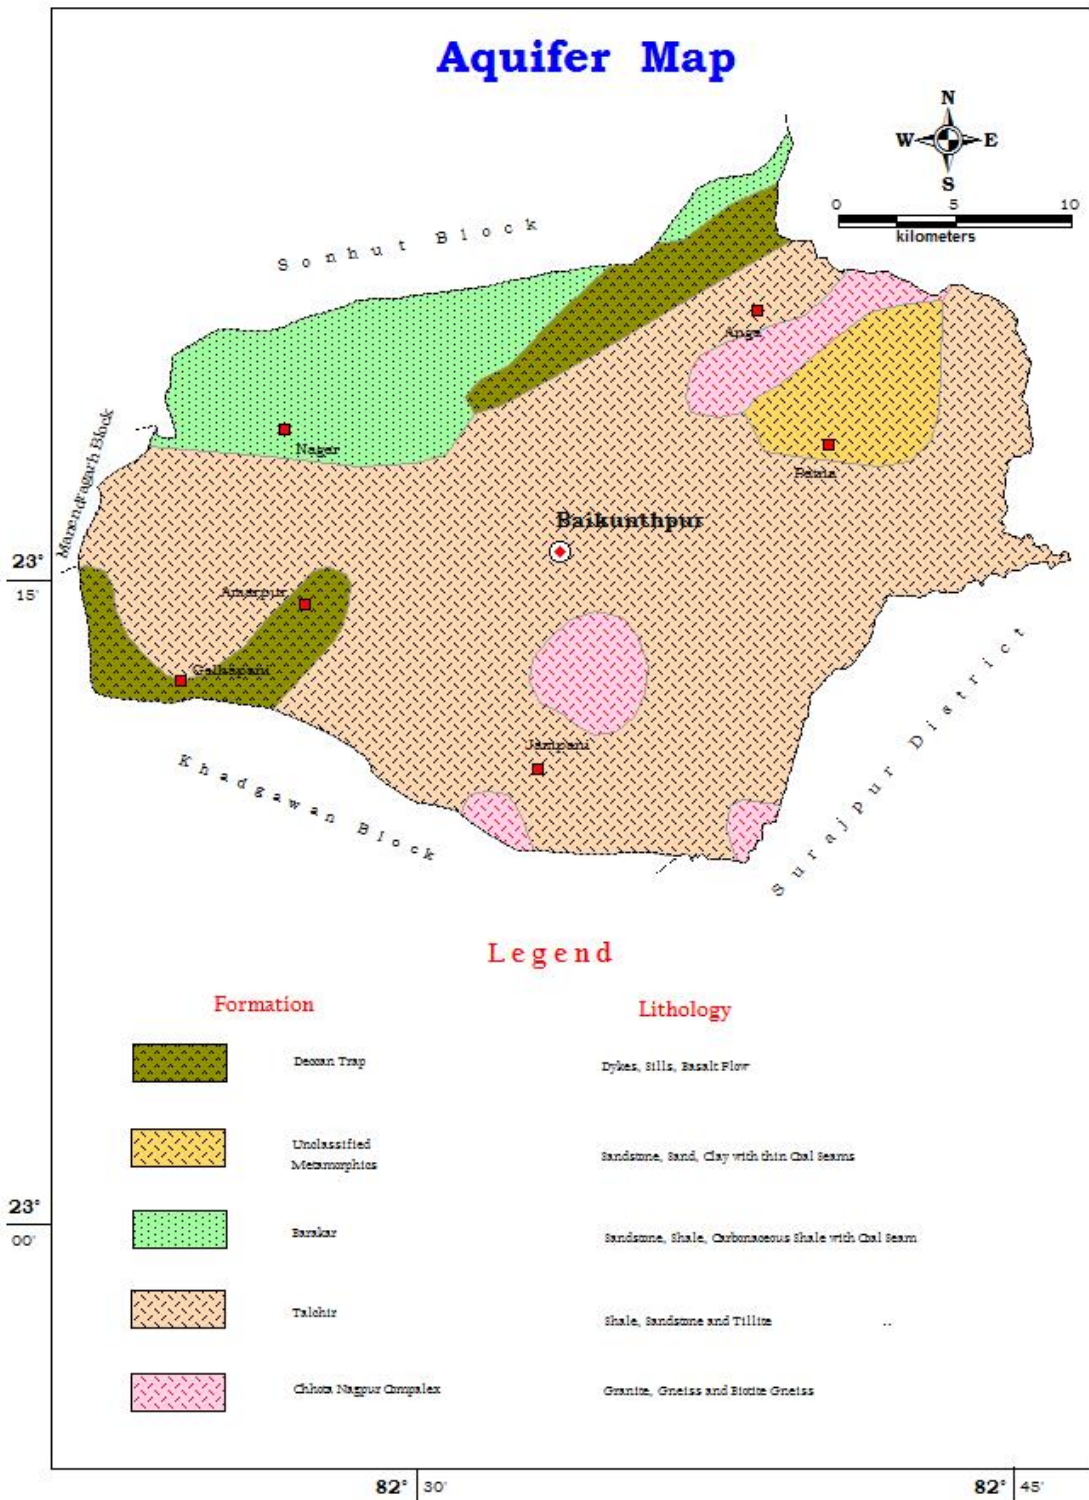 Aquifer Map
N
W E
S
0 5 10
kilometers
Sonhut Block
Anga
Nagar
Patna
Manendragarh Block
Baikunthpur
23°
15'
Amarpur
Gelhapani
Jampani
Khadgawan Block
Surajpur District
Legend
Formation Lithology
Deccan Trap Dykes, Sills, Basalt Flow
Unclassified
Metamorphics Sandstone, Sand, Clay with thin Coal Seams
23°
00'
Barakar Sandstone, Shale, Carbonaceous Shale with Coal Seam
Talchir Shale, Sandstone and Tillite ..
Chhota Nagpur Compalex Granite, Gneiss and Biotite Gneiss
82° 30' 82° 45'